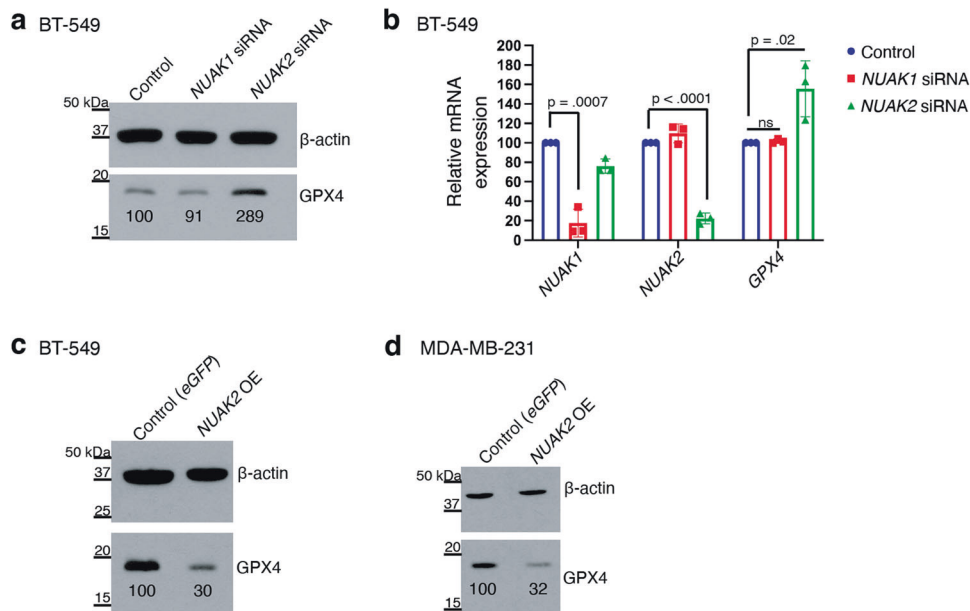 a BT-549
Control
NUAK1 siRNA
NUAK2 siRNA
50 kDa
37
β-actin
20
GPX4
100 91 289
15
b BT-549
Relative mRNA
expression
200
180
160
140
120
100
80
60
40
20
0
p = .0007
p < .0001
p = .02
ns
NUAK1
NUAK2
GPX4
Control
NUAK1 siRNA
NUAK2 siRNA
c BT-549
Control (eGFP)
NUAK2 OE
50 kDa
37
β-actin
25
20
GPX4
100 30
15
d MDA-MB-231
Control (eGFP)
NUAK2 OE
50 kDa
β-actin
37
20
GPX4
100 32
15